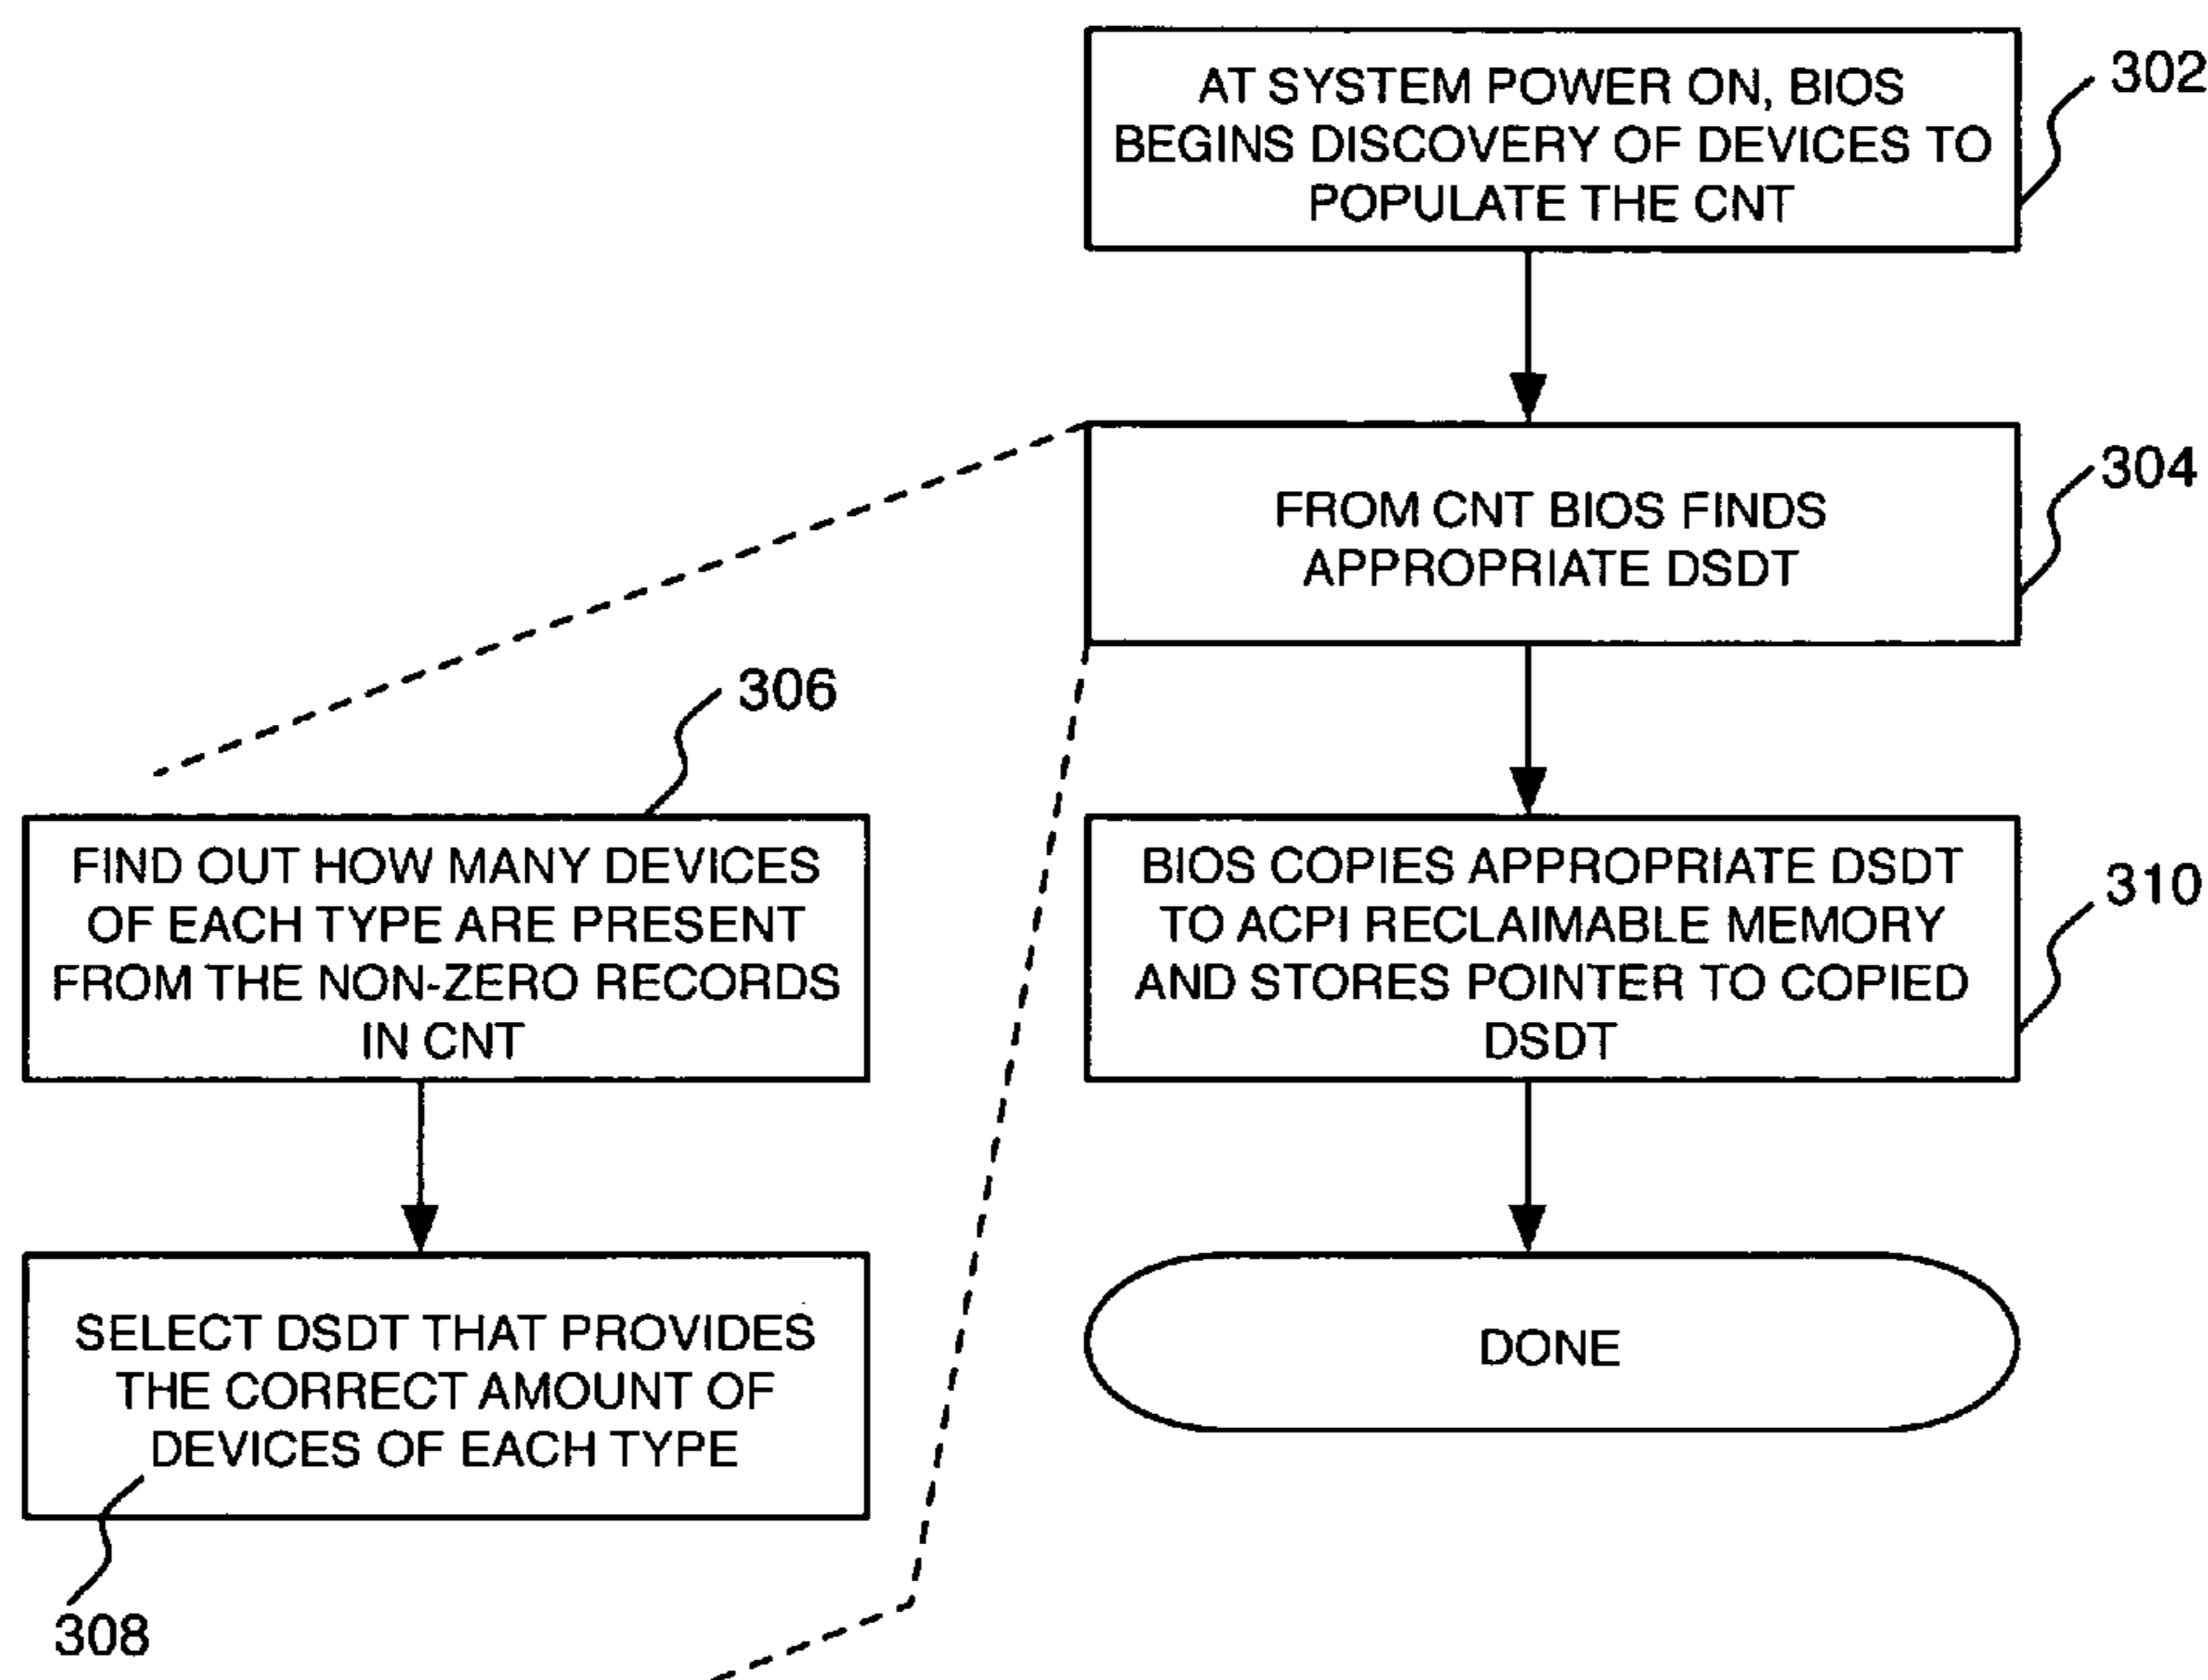 AT SYSTEM POWER ON, BIOS
BEGINS DISCOVERY OF DEVICES TO
POPULATE THE CNT
302
FROM CNT BIOS FINDS
APPROPRIATE DSDT
304
306
FIND OUT HOW MANY DEVICES
OF EACH TYPE ARE PRESENT
FROM THE NON-ZERO RECORDS
IN CNT
BIOS COPIES APPROPRIATE DSDT
TO ACPI RECLAIMABLE MEMORY
AND STORES POINTER TO COPIED
DSDT
310
SELECT DSDT THAT PROVIDES
THE CORRECT AMOUNT OF
DEVICES OF EACH TYPE
308
DONE